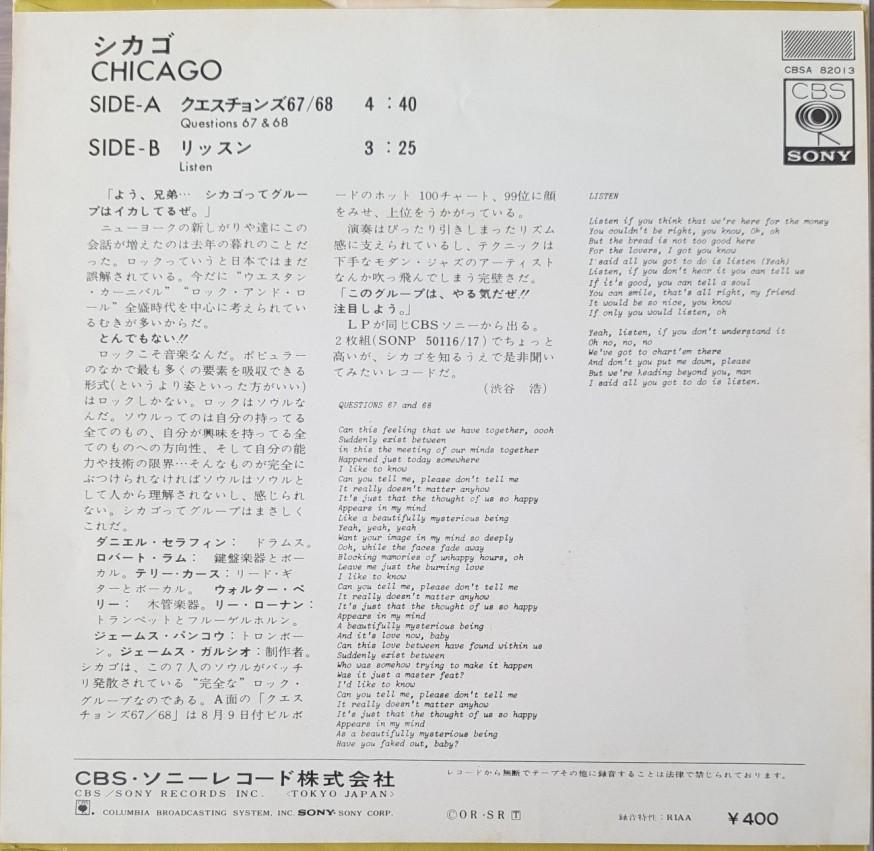 シカゴ
CHICAGO
SIDE-A クエスチョンズ67/68 4:40
Questions 67 & 68
SIDE-B リッスン 3:25
Listen
CBSA 82013
CBS
SONY
「よう、兄弟… シカゴってグルー
プはイカしてるぜ。」
ニューヨークの新しがりや達にこの
会話が増えたのは去年の暮れのことだ
った。ロックっていうと日本ではまだ
誤解されている。今だに“ウエスタン
・カーニバル”“ロック・アンド・ロ
ール”全盛時代を中心に考えられてい
るむきが多いからだ。
とんでもない!!
ロックこそ音楽なんだ。ポピュラー
のなかで最も多くの要素を吸収できる
形式(というより姿といった方がいい)
はロックしかない。ロックはソウルな
んだ。ソウルってのは自分の持ってる
全てのもの、自分が興味を持ってる全
てのものへの方向性、そして自分の能
力や技術の限界…そんなものが完全に
ぶつけられなければソウルはソウルと
して人から理解されないし、感じられ
ない。シカゴってグループはまさしく
これだ。
ダニエル・セラフィン: ドラムス。
ロバート・ラム: 鍵盤楽器とボー
カル。テリー・カース:リード・ギ
ターとボーカル。 ウォルター・ペ
リー: 木管楽器。リー・ローナン:
トランペットとフルーゲルホルン。
ジェームス・パンコウ:トロンボー
ン。ジェームス・ガルシオ:制作者。
シカゴは、この7人のソウルがバッチ
リ発散されている“完全な”ロック・
グループなのである。A面の「クエス
チョンズ67/68」は8月9日付ビルボ
ードのホット 100チャート、99位に顔
をみせ、上位をうかがっている。
演奏はぴったり引きしまったリズム
感に支えられているし、テクニックは
下手なモダン・ジャズのアーティスト
なんか吹っ飛んでしまう完璧さだ。
「このグループは、やる気だぜ!!
注目しよう。」
LPが同じCBSソニーから出る。
2枚組(SONP 50116/17)でちょっと
高いが、シカゴを知るうえで是非聞い
てみたいレコードだ。
(渋谷 浩)
QUESTIONS 67 and 68
Can this feeling that we have together, oooh
Suddenly exist between
in this the meeting of our minds together
Happened just today somewhere
I like to know
Can you tell me, please don't tell me
It really doesn't matter anyhow
It's just that the thought of us so happy
Appears in my mind
Like a beautifully mysterious being
Yeah, yeah, yeah
Want your image in my mind so deeply
Ooh, while the faces fade away
Blooking mamories of unhappy hours, oh
Leave me just the burning love
I like to know
Can you tell me, please don't tell me
It really doesn't matter anyhow
It's just that the thought of us so happy
Appears in my mind
A beautifully mysterious being
And it's love now, baby
Can this love between have found within us
Suddenly exist between
Who was somehow trying to make it happen
Was it just a master feat?
I'd like to know
Can you tell me, please don't tell me
It really doesn't matter anyhow
It's just that the thought of us so happy
Appears in my mind
As a beautifully mysterious being
Have you faked out, baby?
LISTEN
Listen if you think that we're here for the money
You couldn't be right, you know, Oh, oh
But the bread is not too good here
For the lovers, I got you know
I said all you got to do is listen (Yeah)
Listen, if you don't hear it you can tell us
If it's good, you can tell a soul
You can smile, that's all right, my friend
It would be so nice, you know
If only you would listen, oh
Yeah, listen, if you don't understand it
Oh no, no, no
We've got to chart'em there
And don't you put me down, please
But we're heading beyond you, man
I said all you got to do is listen.
CBS・ソニーレコード株式会社
CBS/SONY RECORDS INC. <TOKYO JAPAN>
. COLUMBIA BROADCASTING SYSTEM, INC. SONY・SONY CORP.
レコードから無断でテープその他に録音することは法律で禁じられております。
©OR・SR T
録音特性:RIAA
¥400